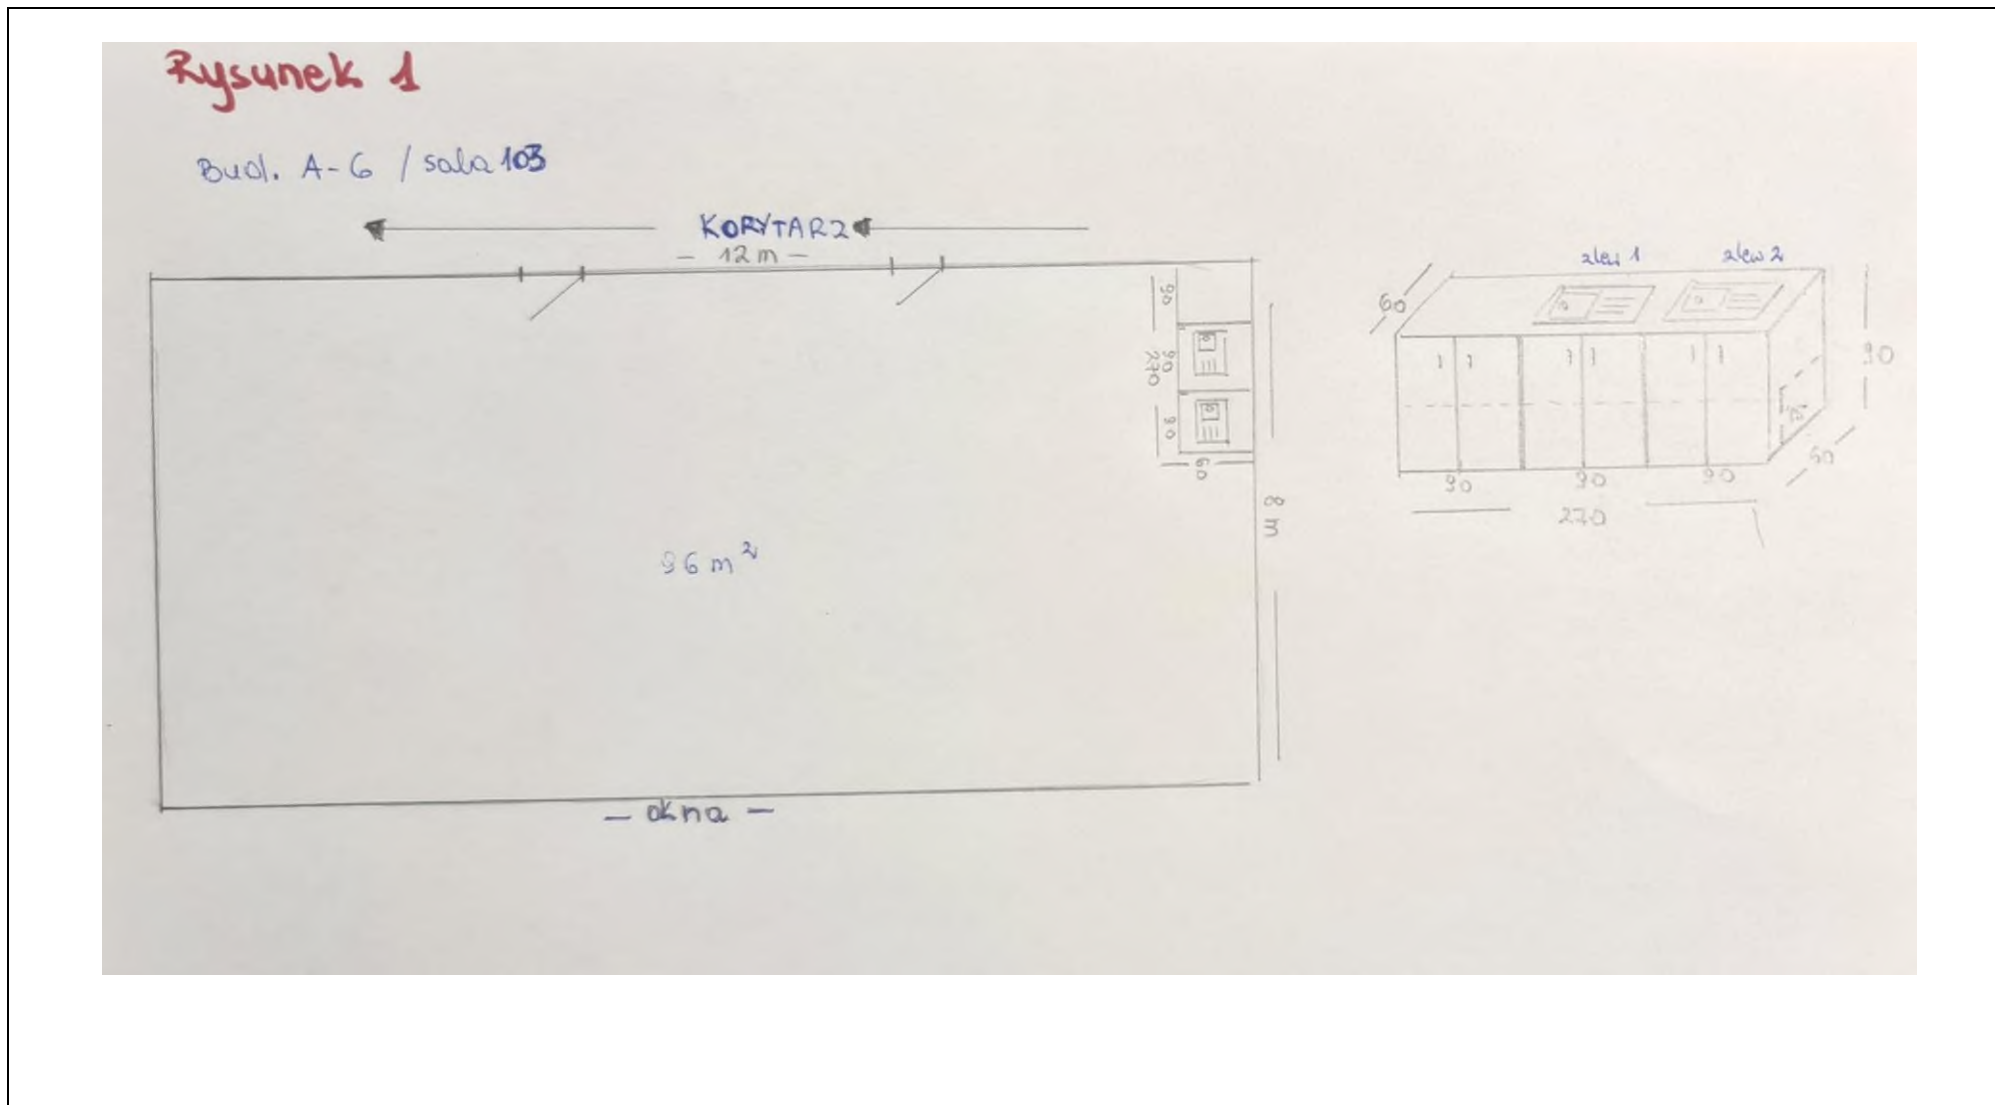 Rysunek 1
Bud. A-6 / sala 103
KORYTARZ
- 12 m -
90
90
270
90
60
8 m
96 m²
- okna -
zlew 1
zlew 2
60
90
60
90
90
90
270